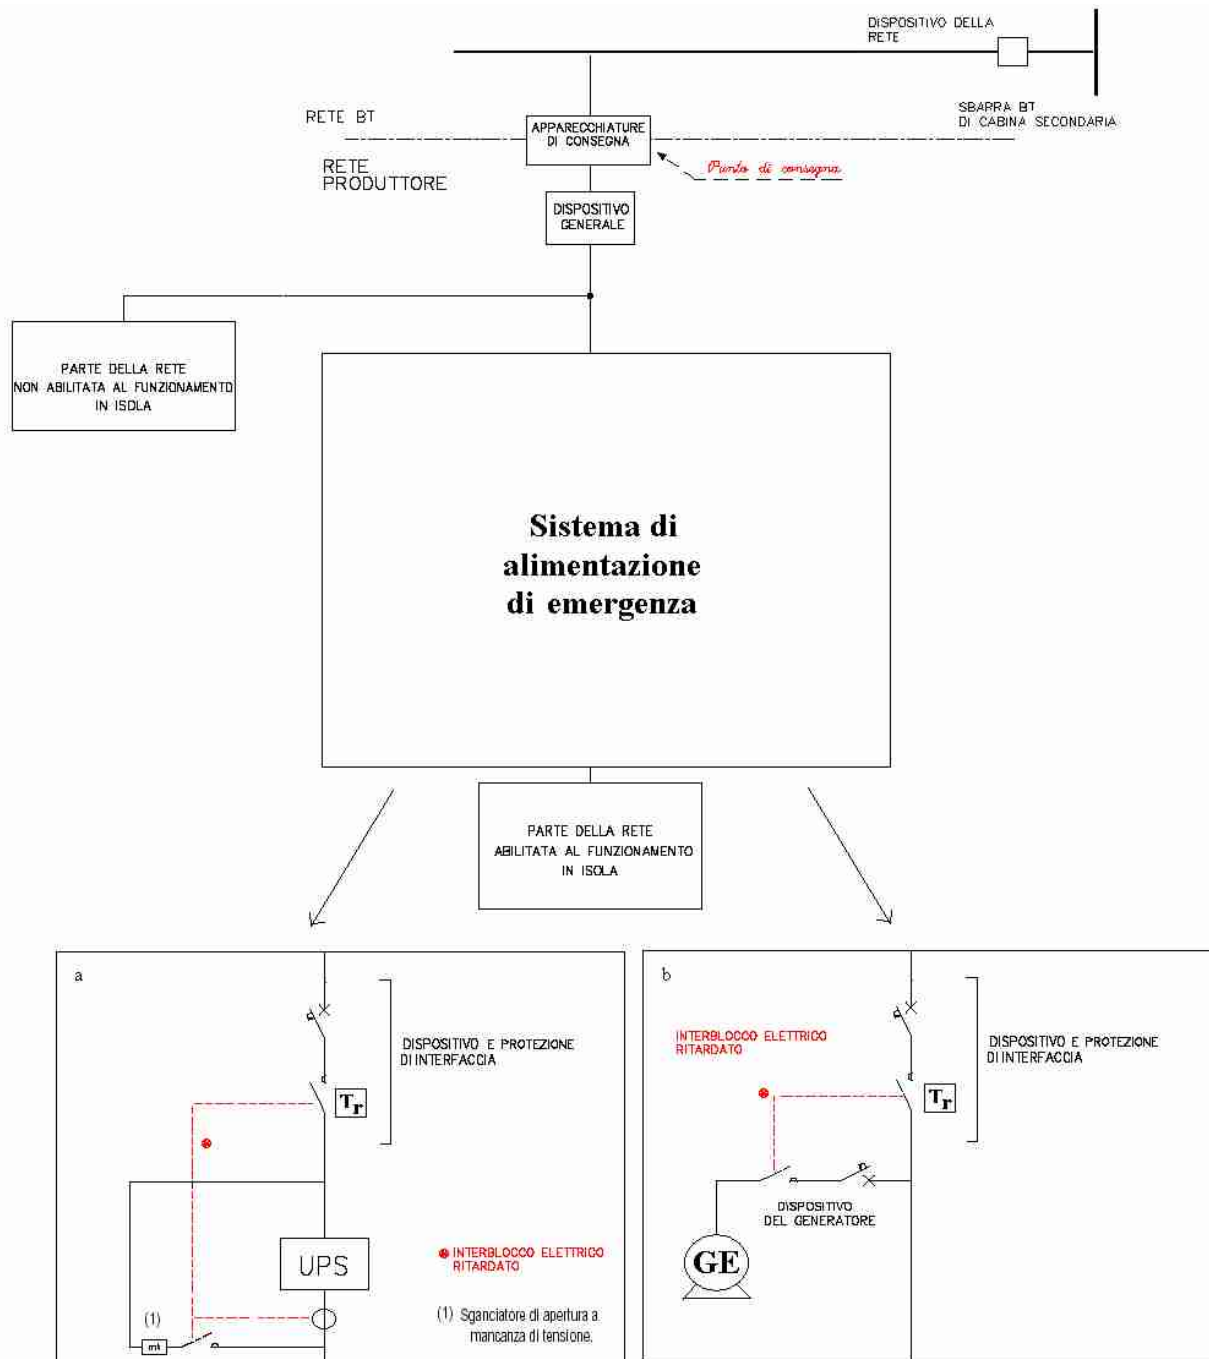 DISPOSITIVO DELLA
RETE
RETE BT
SBARRA BT
DI CABINA SECONDARIA
APPARECCHIATURE
DI CONSEGNA
RETE
PRODUTTORE
Punto di consegna
DISPOSITIVO
GENERALE
PARTE DELLA RETE
NON ABILITATA AL FUNZIONAMENTO
IN ISOLA
Sistema di
alimentazione
di emergenza
PARTE DELLA RETE
ABILITATA AL FUNZIONAMENTO
IN ISOLA
a
DISPOSITIVO E PROTEZIONE
DI INTERFACCIA
Tr
UPS
INTERBLOCCO ELETTRICO
RITARDATO
(1)
mt
(1) Sganciatore di apertura a
mancanza di tensione.
b
INTERBLOCCO ELETTRICO
RITARDATO
DISPOSITIVO E PROTEZIONE
DI INTERFACCIA
Tr
DISPOSITIVO
DEL GENERATORE
GE